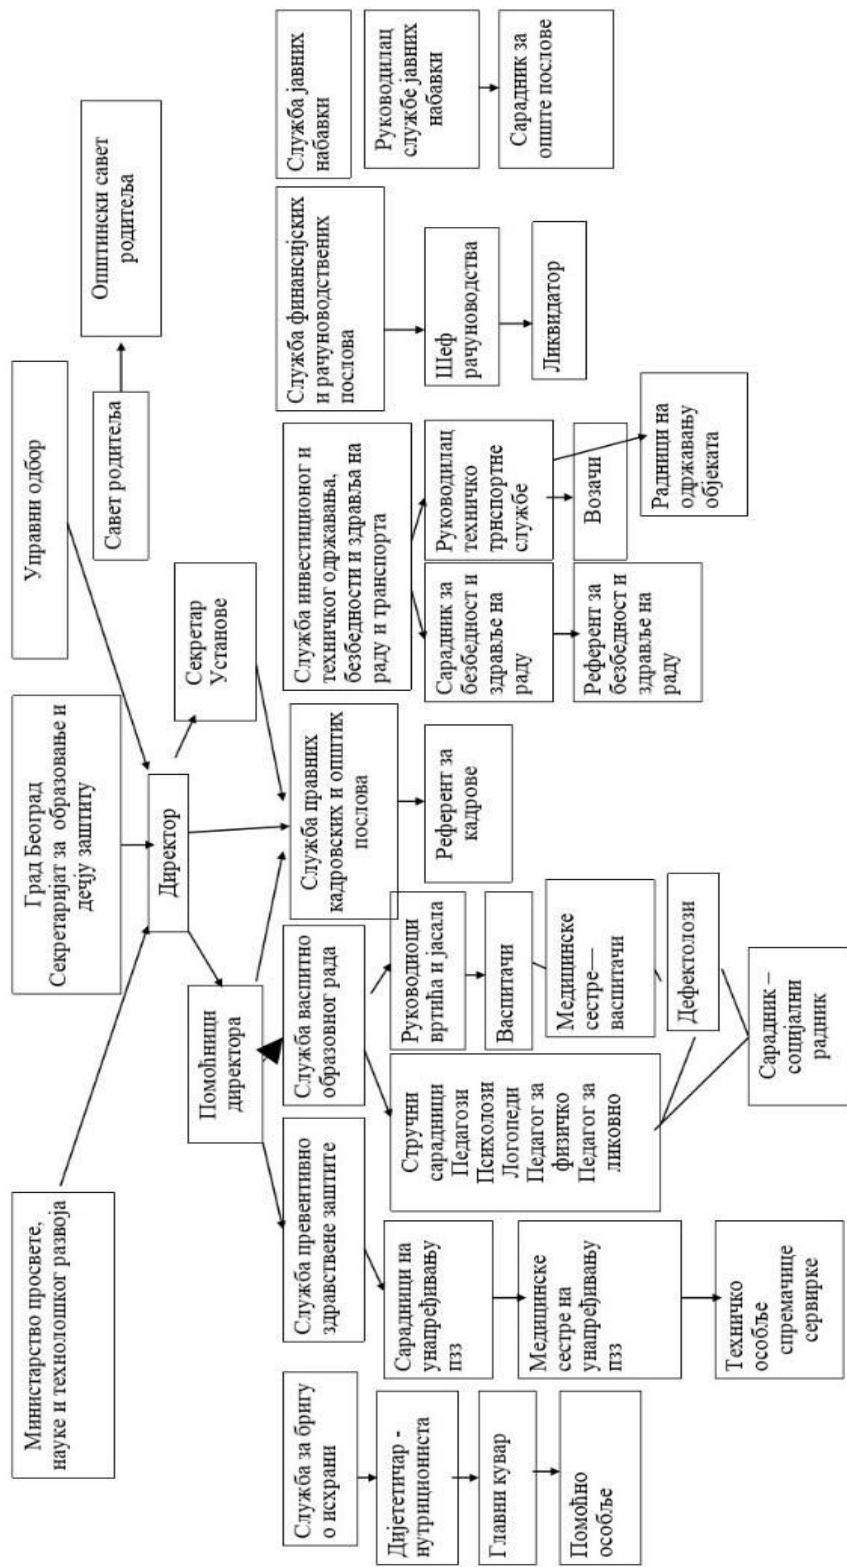 Министарство просвете,
науке и технолошког развоја
Град Београд
Секретаријат за образовање и
дечју заштиту
Управни одбор
Савет родитеља
Општински савет
родитеља
Директор
Секретар
Установе
Помоћници
директора
Служба за бригу
о исхрани
Служба превентивно
здравствене заштите
Служба васпитно
образовног рада
Служба правних
кадровских и општих
послова
Служба инвестиционог и
техничког одржавања,
безбедности и здравља на
раду и транспорта
Служба финансијских
и рачуноводствених
послова
Служба јавних
набавки
Дијететичар -
нутрициониста
Главни кувар
Помоћно
особље
Сарадници на
унапређивању
пзз
Медицинске
сестре на
унапређивању
пзз
Техничко
особље
спремачице
сервирке
Стручни
сарадници
Педагози
Психолози
Логопеди
Педагог за
физичко
Педагог за
ликовно
Руководиоци
вртића и јасала
Васпитачи
Медицинске
сестре—
васпитачи
Дефектолози
Сарадник –
социјални
радник
Референт за
кадрове
Сарадник за
безбедност и
здравље на
раду
Референт за
безбедност и
здравље на
раду
Руководилац
техничко
трнспортне
службе
Возачи
Радници на
одржавању
објеката
Шеф
рачуноводства
Ликвидатор
Руководилац
службе јавних
набавки
Сарадник за
опште послове